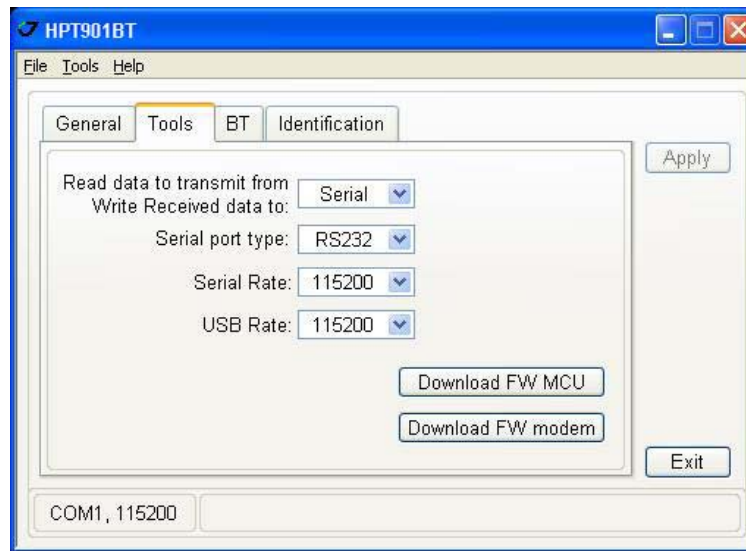 HPT901BT
File Tools Help
General Tools BT Identification
Apply
Read data to transmit from
Write Received data to:
Serial
Serial port type: RS232
Serial Rate: 115200
USB Rate: 115200
Download FW MCU
Download FW modem
Exit
COM1, 115200